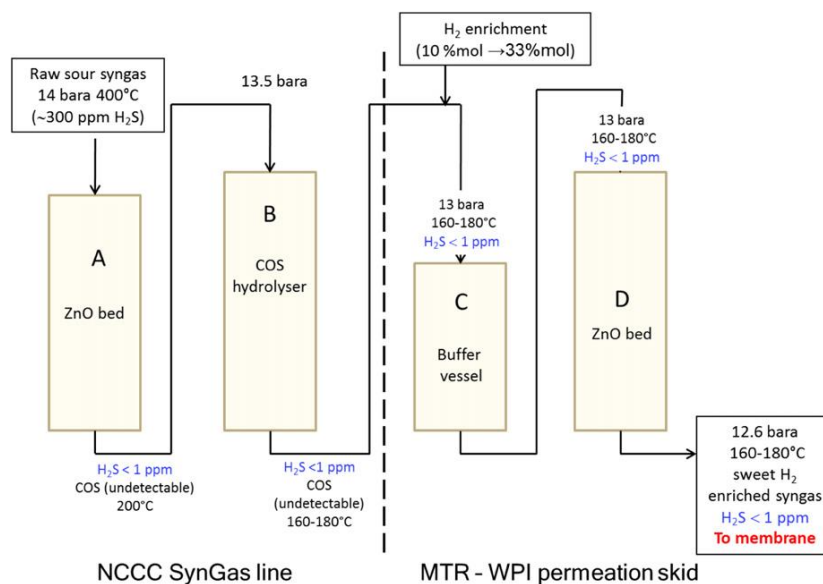 Raw sour syngas
14 bara 400°C
(~300 ppm H₂S)
A
ZnO bed
H₂S < 1 ppm
COS (undetectable)
200°C
13.5 bara
B
COS
hydrolyser
H₂S <1 ppm
COS
(undetectable)
160-180°C
NCCC SynGas line
H₂ enrichment
(10 %mol →33%mol)
13 bara
160-180°C
H₂S < 1 ppm
C
Buffer
vessel
13 bara
160-180°C
H₂S < 1 ppm
D
ZnO bed
12.6 bara
160-180°C
sweet H₂
enriched syngas
H₂S < 1 ppm
To membrane
MTR - WPI permeation skid